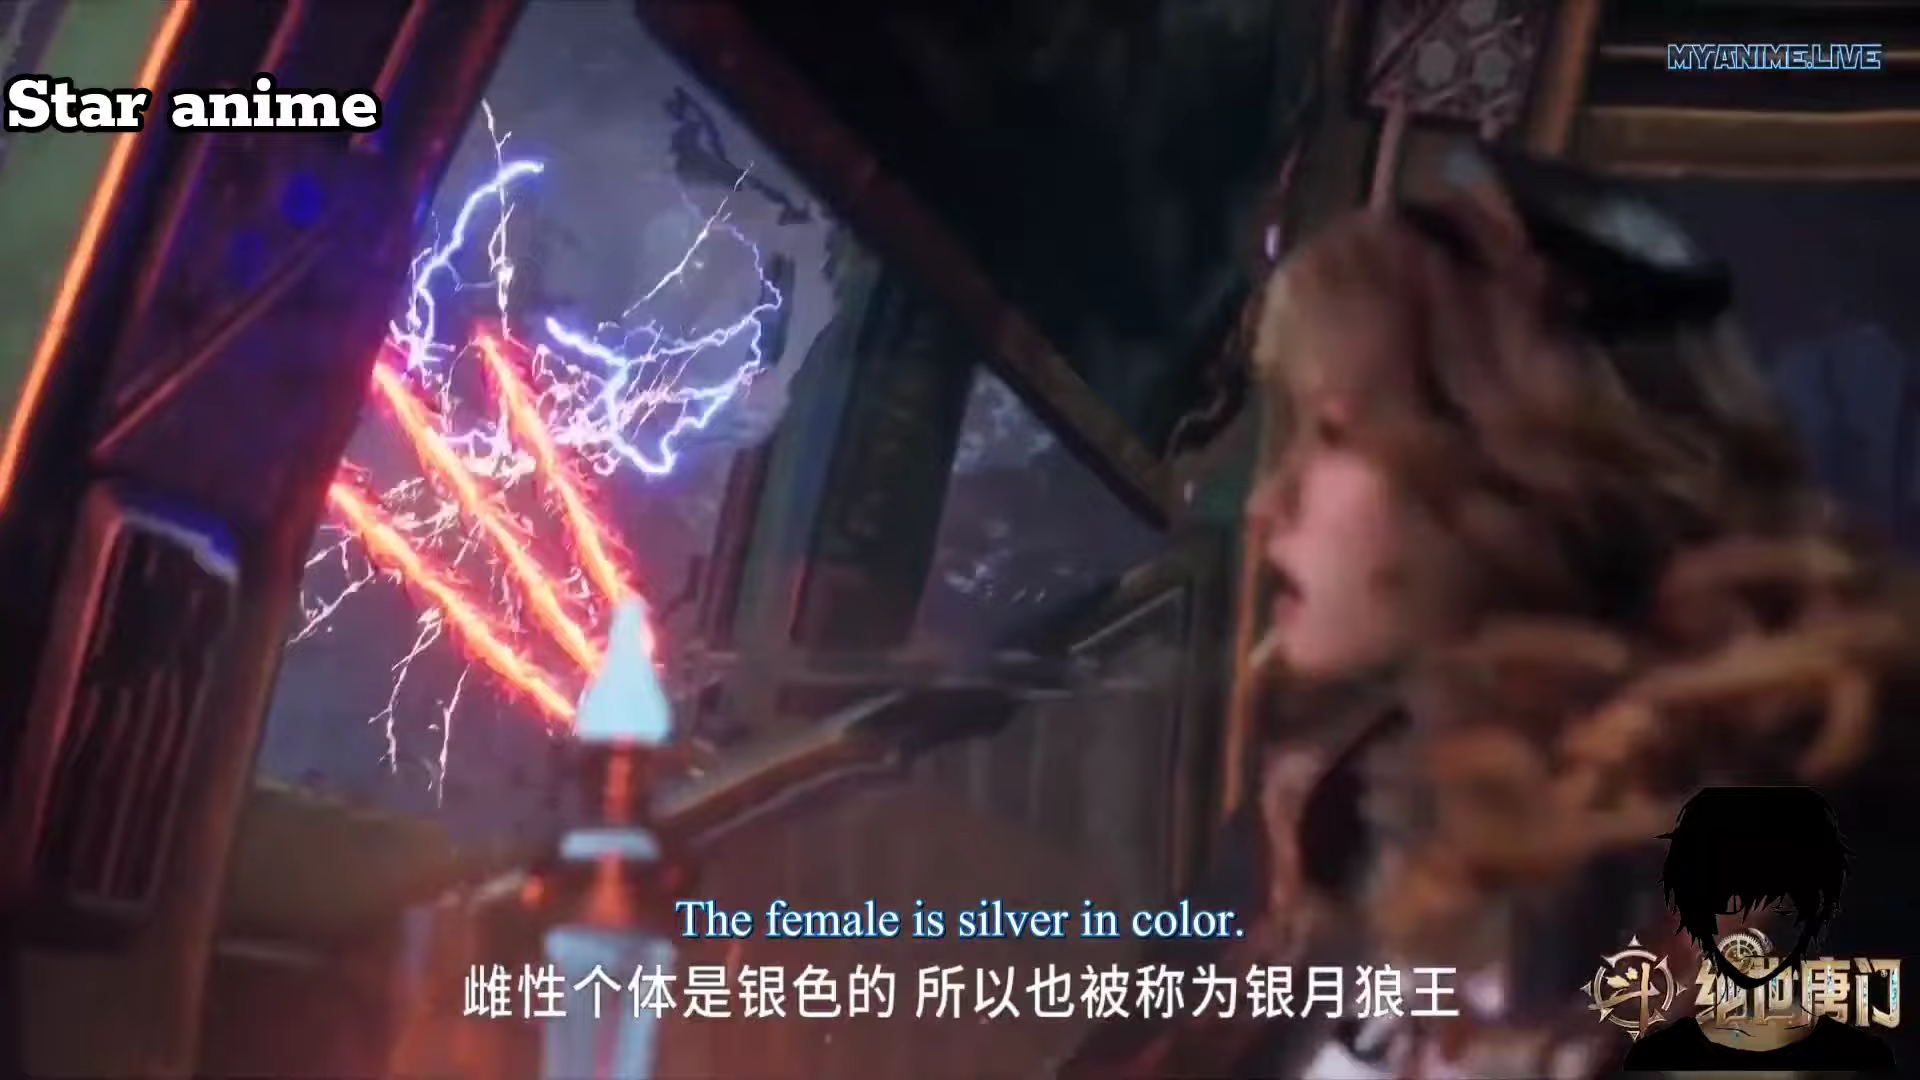 MYANIME.LIVE
Star anime
The female is silver in color.
雌性个体是银色的 所以也被称为银月狼王
斗 绝世唐门